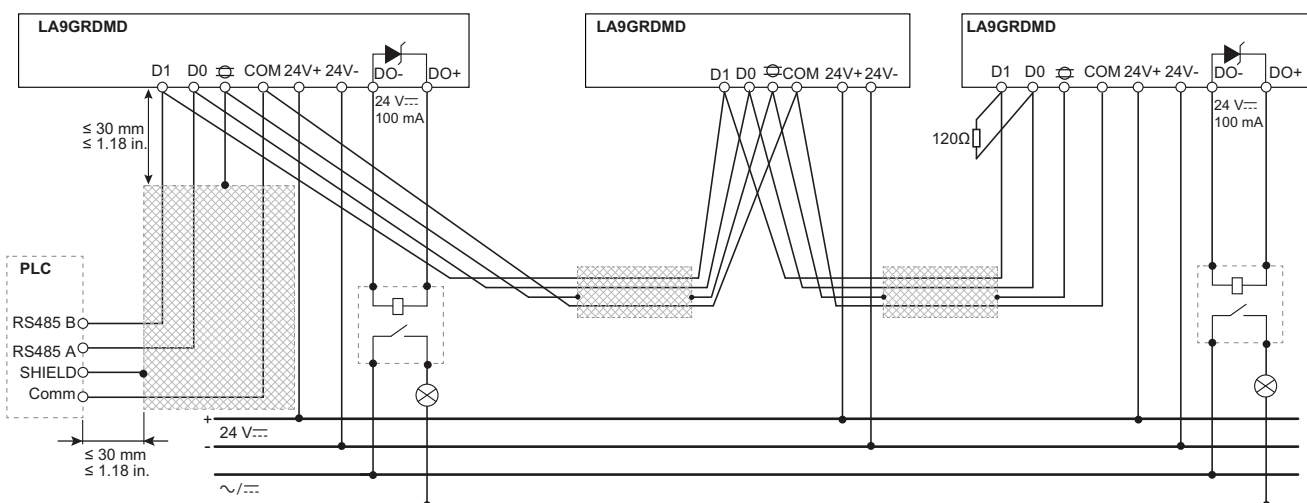 LA9GRDMD
D1 D0 COM 24V+ 24V- DO- DO+
24 V⎓
100 mA
≤ 30 mm
≤ 1.18 in.
LA9GRDMD
D1 D0 COM 24V+ 24V-
LA9GRDMD
D1 D0 COM 24V+ 24V- DO- DO+
24 V⎓
100 mA
120Ω
PLC
RS485 B
RS485 A
SHIELD
Comm
≤ 30 mm
≤ 1.18 in.
+
24 V⎓
-
~/⎓